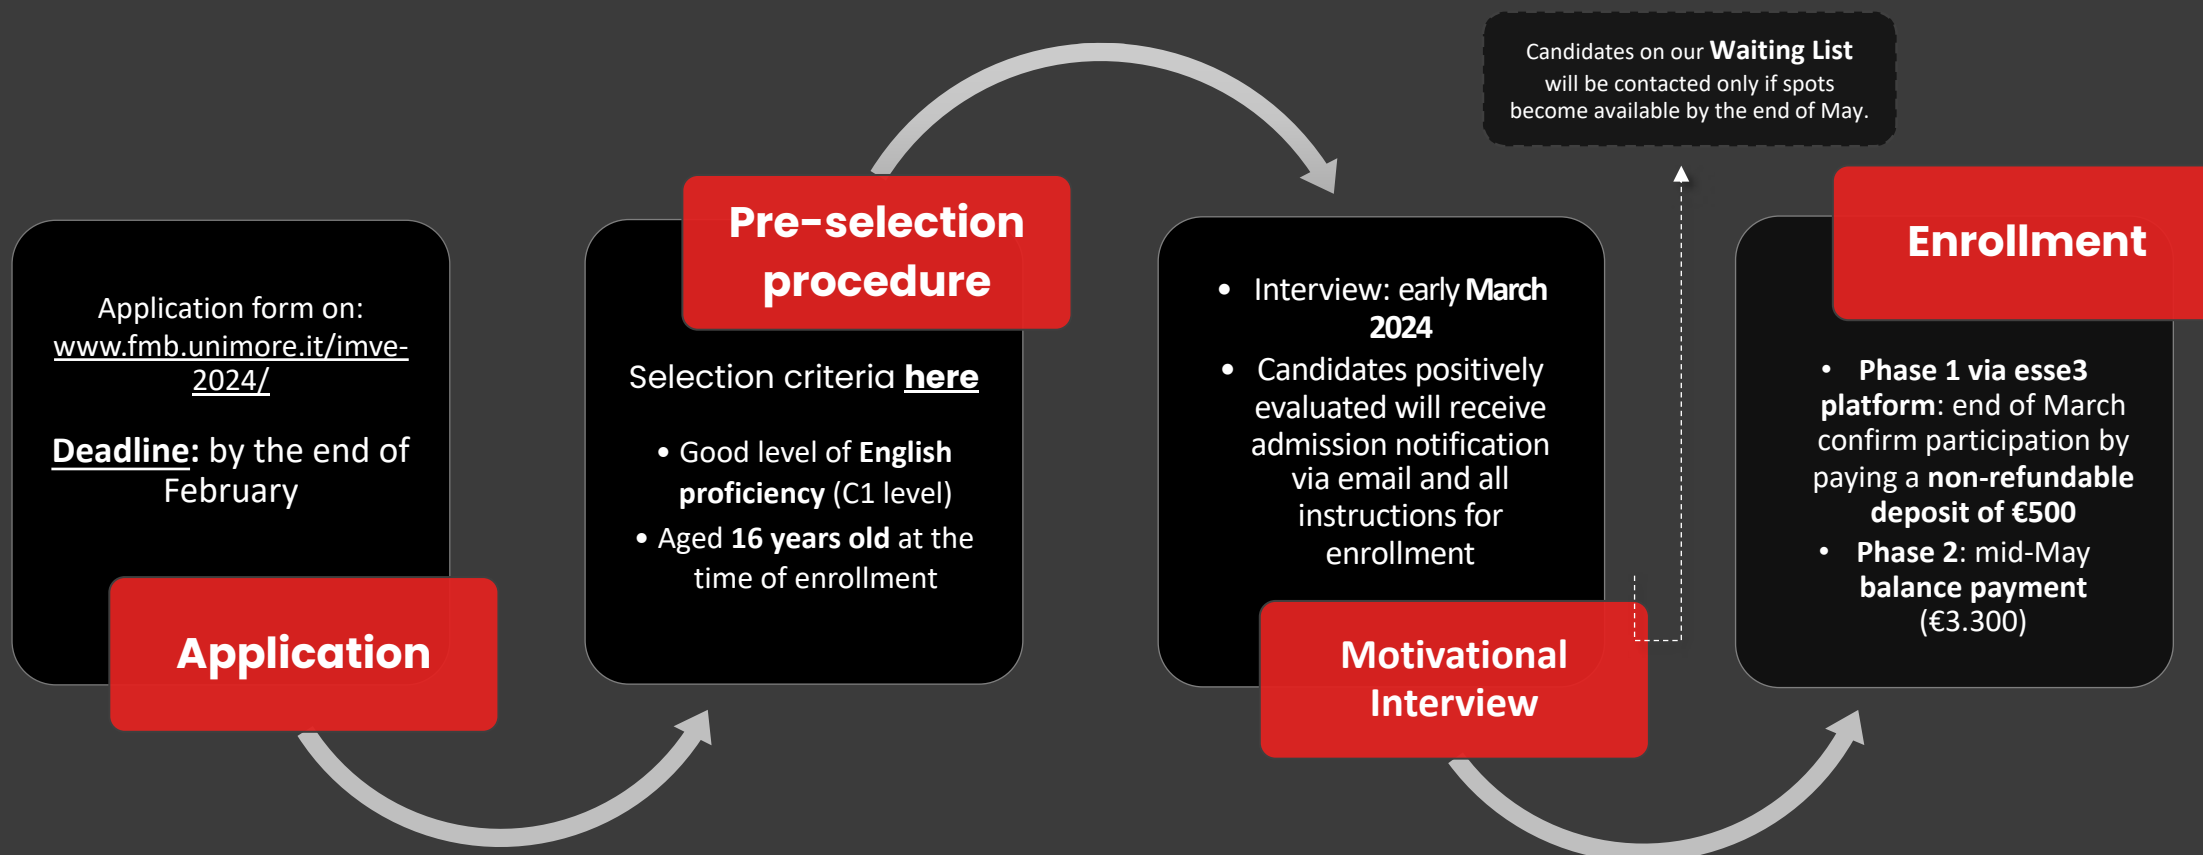 Application form on:
www.fmb.unimore.it/imve-
2024/
Deadline: by the end of
February
Application
Pre-selection
procedure
Selection criteria here
• Good level of English
proficiency (C1 level)
• Aged 16 years old at the
time of enrollment
• Interview: early March
2024
• Candidates positively
evaluated will receive
admission notification
via email and all
instructions for
enrollment
Motivational
Interview
Candidates on our Waiting List
will be contacted only if spots
become available by the end of May.
Enrollment
• Phase 1 via esse3
platform: end of March
confirm participation by
paying a non-refundable
deposit of €500
• Phase 2: mid-May
balance payment
(€3.300)